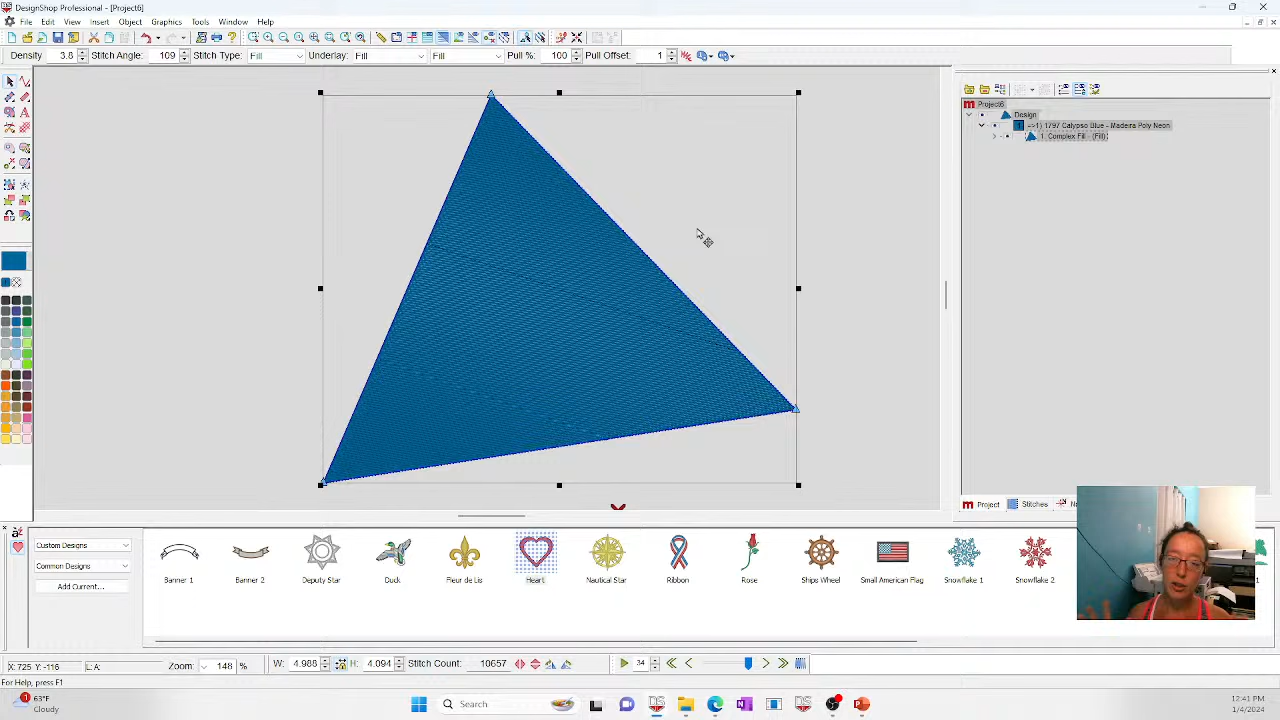 DesignShop Professional - [Project6]
File Edit View Insert Object Graphics Tools Window Help
Density 3.8 Stitch Angle: 109 Stitch Type: Fill Underlay: Fill Fill Pull %: 100 Pull Offset: 1
Project6
Design
=>1) 1797 Calypso Blue - Madeira Poly Neon
1. Complex Fill - (Fill)
Project Stitches
Custom Designs
Common Designs
Add Current...
Banner 1 Banner 2 Deputy Star Duck Fleur de Lis Heart Nautical Star Ribbon Rose Ships Wheel Small American Flag Snowflake 1 Snowflake 2
X: 725 Y: -116 L: A: Zoom: 148 % W: 4.988 H: 4.094 Stitch Count: 10657 34
For Help, press F1
1
63°F
Cloudy
Search
DS
DS
12:41 PM
1/4/2024